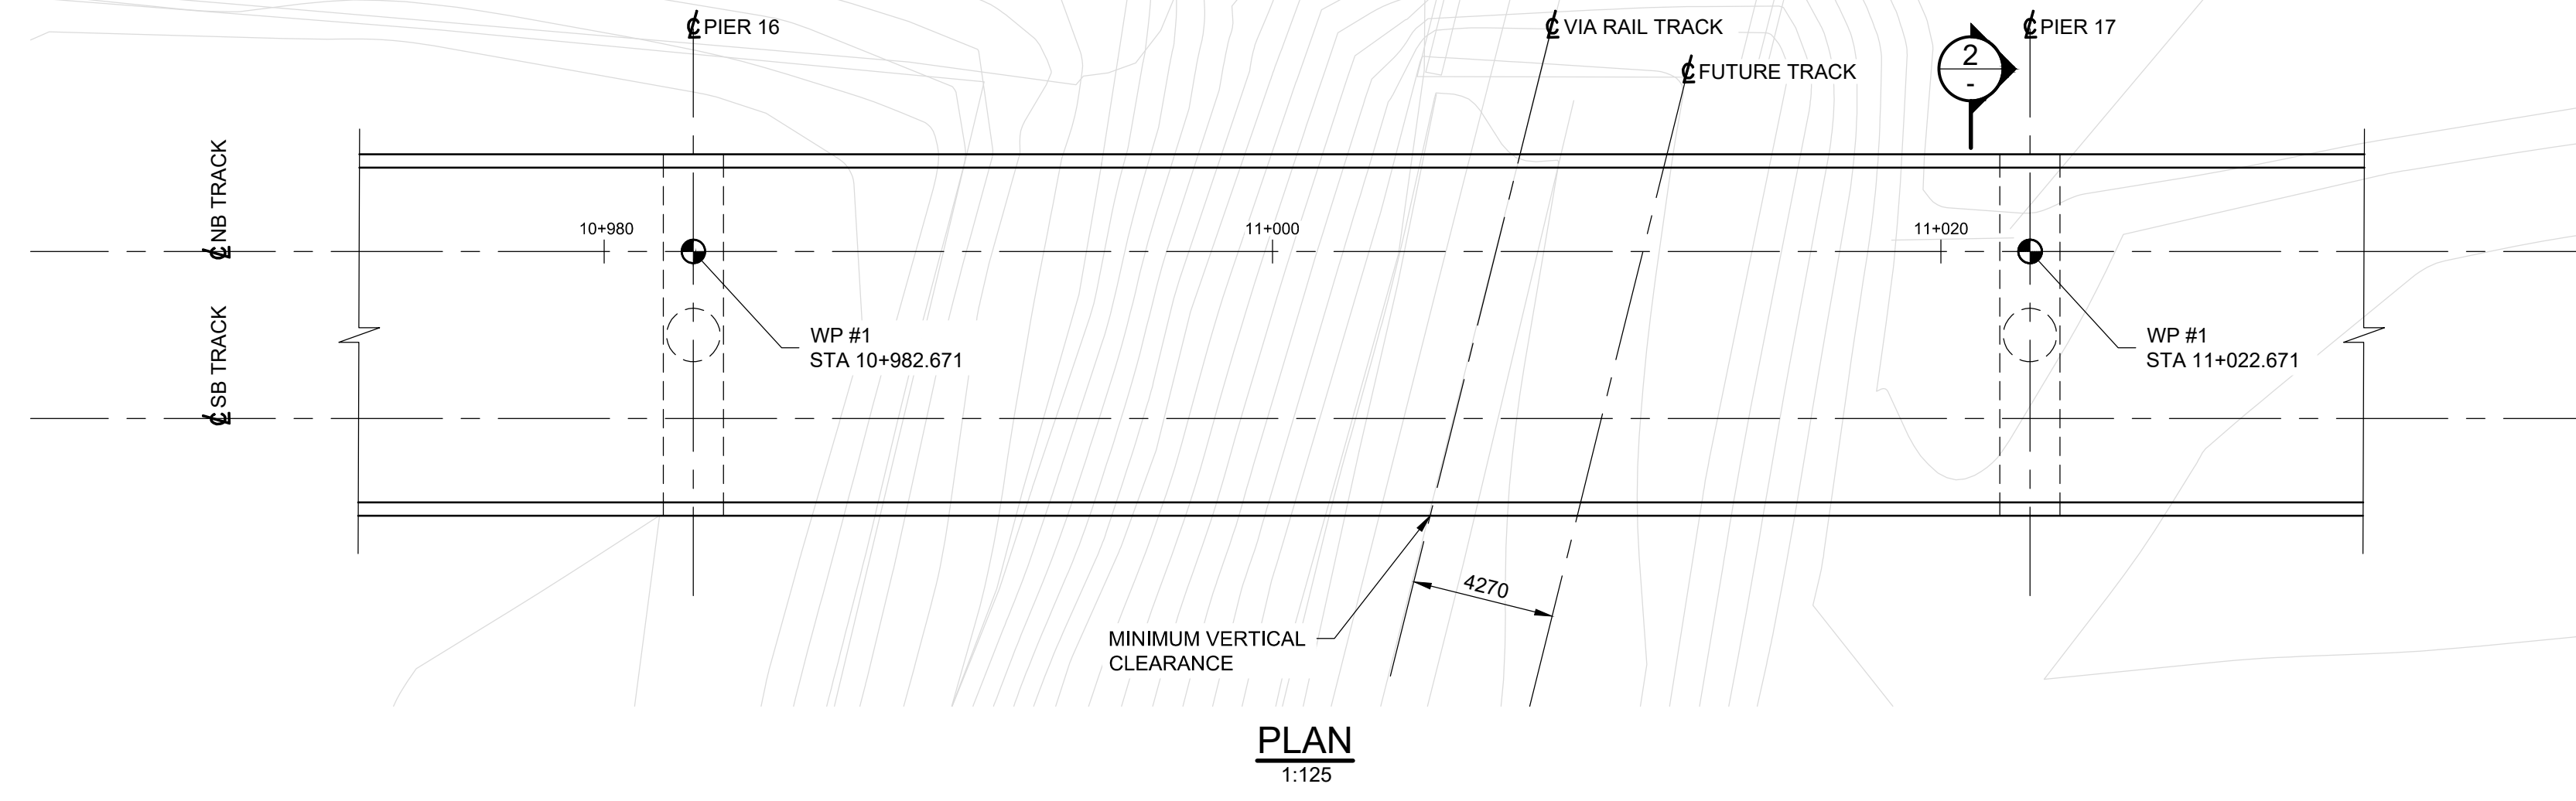 ℄ PIER 16
℄ VIA RAIL TRACK
℄ FUTURE TRACK
2
-
℄ PIER 17
℄ NB TRACK
10+980
11+000
11+020
WP #1
STA 10+982.671
WP #1
STA 11+022.671
℄ SB TRACK
4270
MINIMUM VERTICAL
CLEARANCE
PLAN
1:125